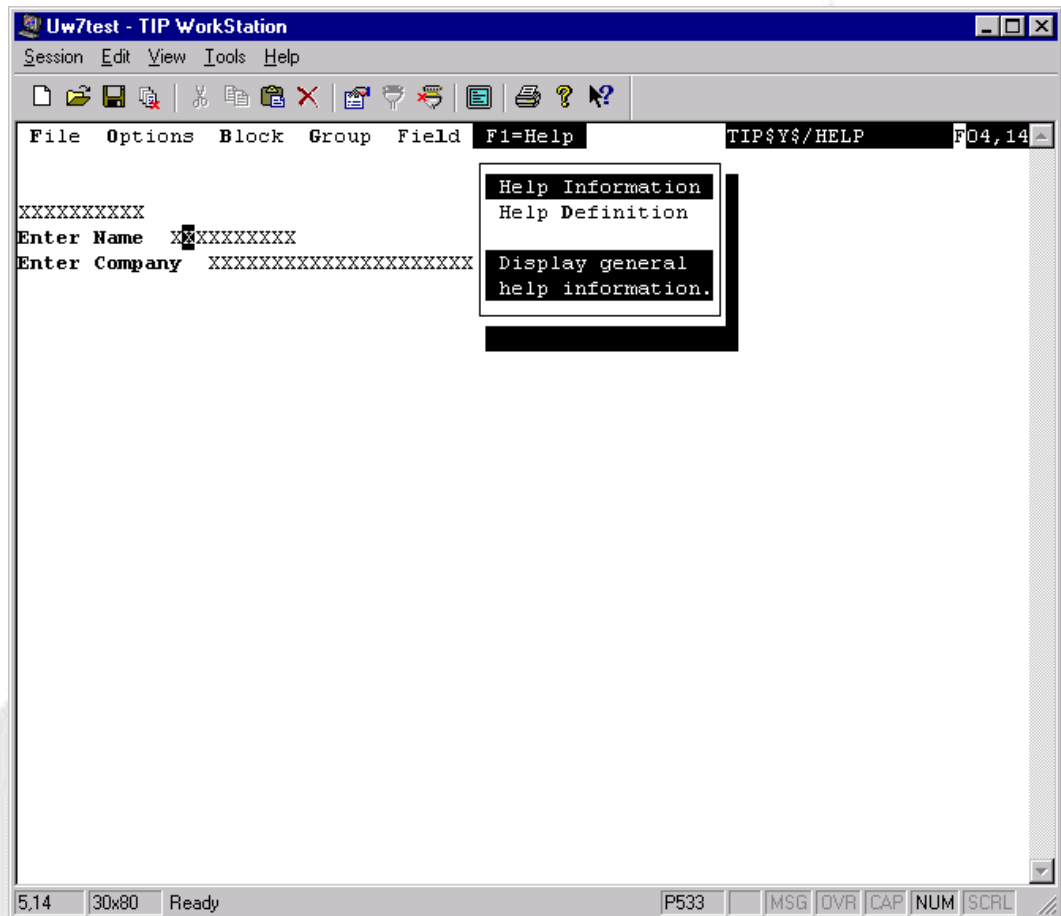 Uw7test - TIP WorkStation
Session Edit View Tools Help
File Options Block Group Field F1=Help TIP$Y$/HELP F04,14
Help Information
XXXXXXXXXX Help Definition
Enter Name XXXXXXXXXX
Enter Company XXXXXXXXXXXXXXXXXXXXX Display general
help information.
5,14 30x80 Ready P533 MSG OVR CAP NUM SCRL